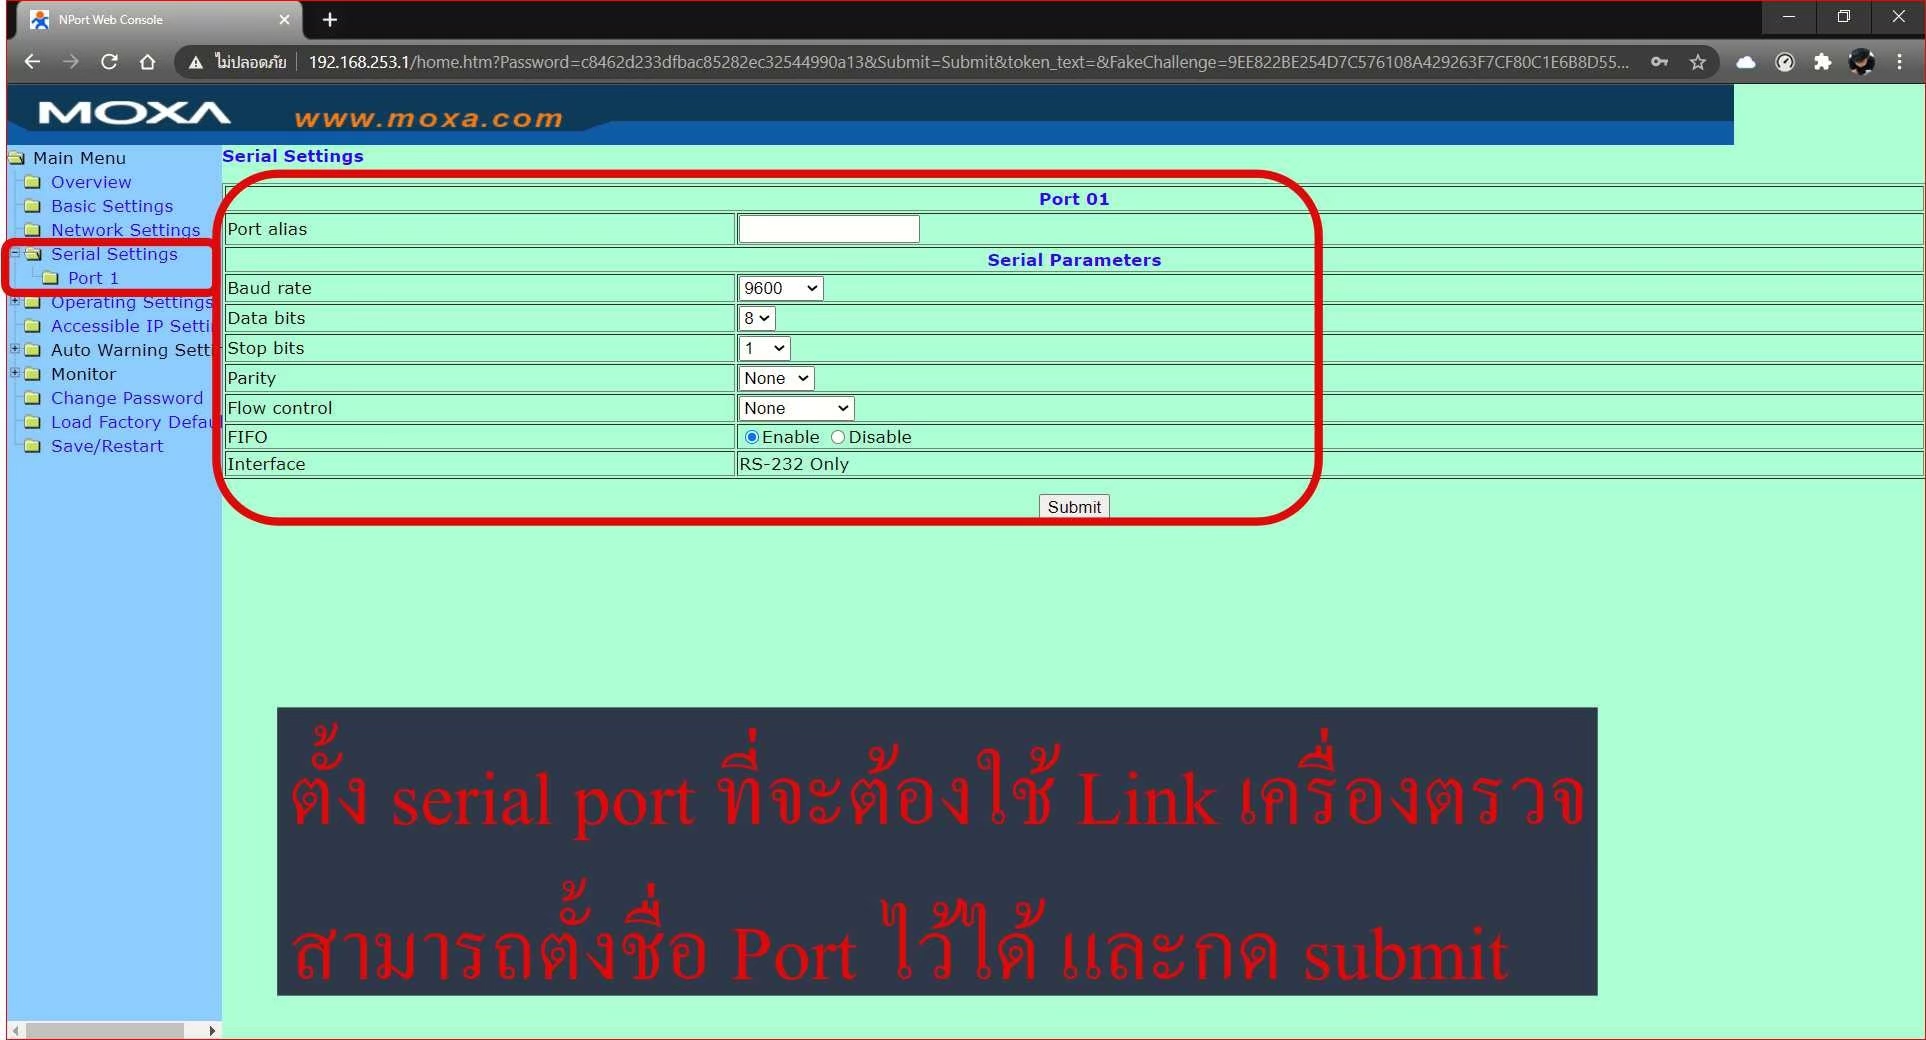 NPort Web Console
ไม่ปลอดภัย 192.168.253.1/home.htm?Password=c8462d233dfbac85282ec32544990a13&Submit=Submit&token_text=&FakeChallenge=9EE822BE254D7C576108A429263F7CF80C1E6B8D55...
MOXA www.moxa.com
Main Menu
Overview
Basic Settings
Network Settings
Serial Settings
Port 1
Operating Settings
Accessible IP Setti
Auto Warning Setti
Monitor
Change Password
Load Factory Defau
Save/Restart
Serial Settings
Port 01
Port alias
Serial Parameters
Baud rate 9600
Data bits 8
Stop bits 1
Parity None
Flow control None
FIFO Enable Disable
Interface RS-232 Only
Submit
ตั้ง serial port ที่จะต้องใช้ Link เครื่องตรวจ
สามารถตั้งชื่อ Port ไว้ได้ และกด submit